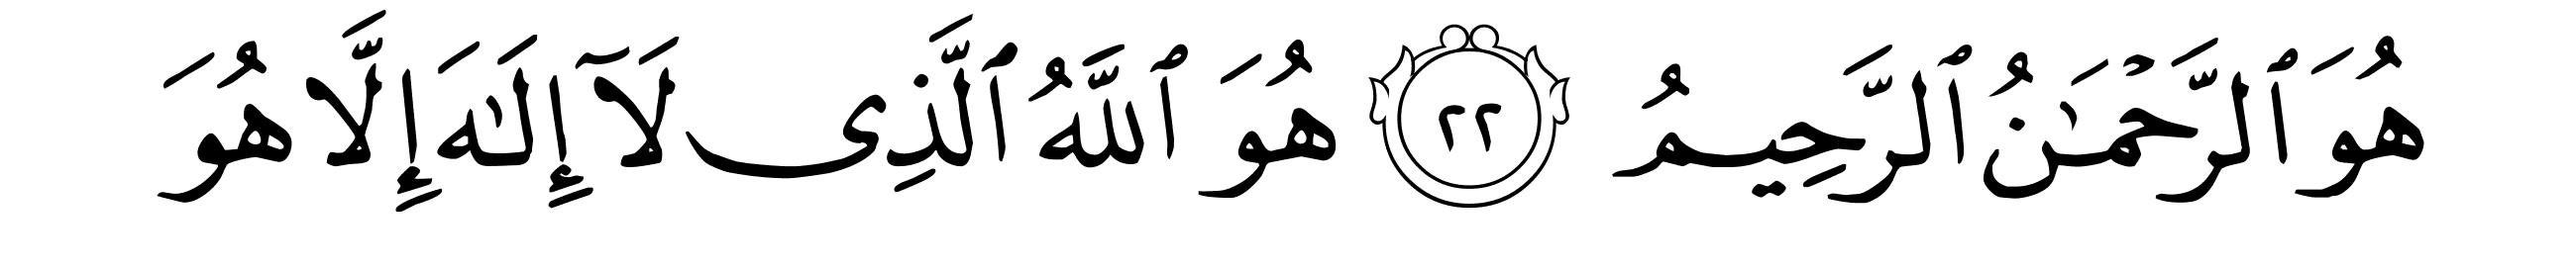 هُوَ ٱلرَّحْمَـٰنُ ٱلرَّحِيمُ ٢٢ هُوَ ٱللَّهُ ٱلَّذِى لَآ إِلَـٰهَ إِلَّا هُوَ